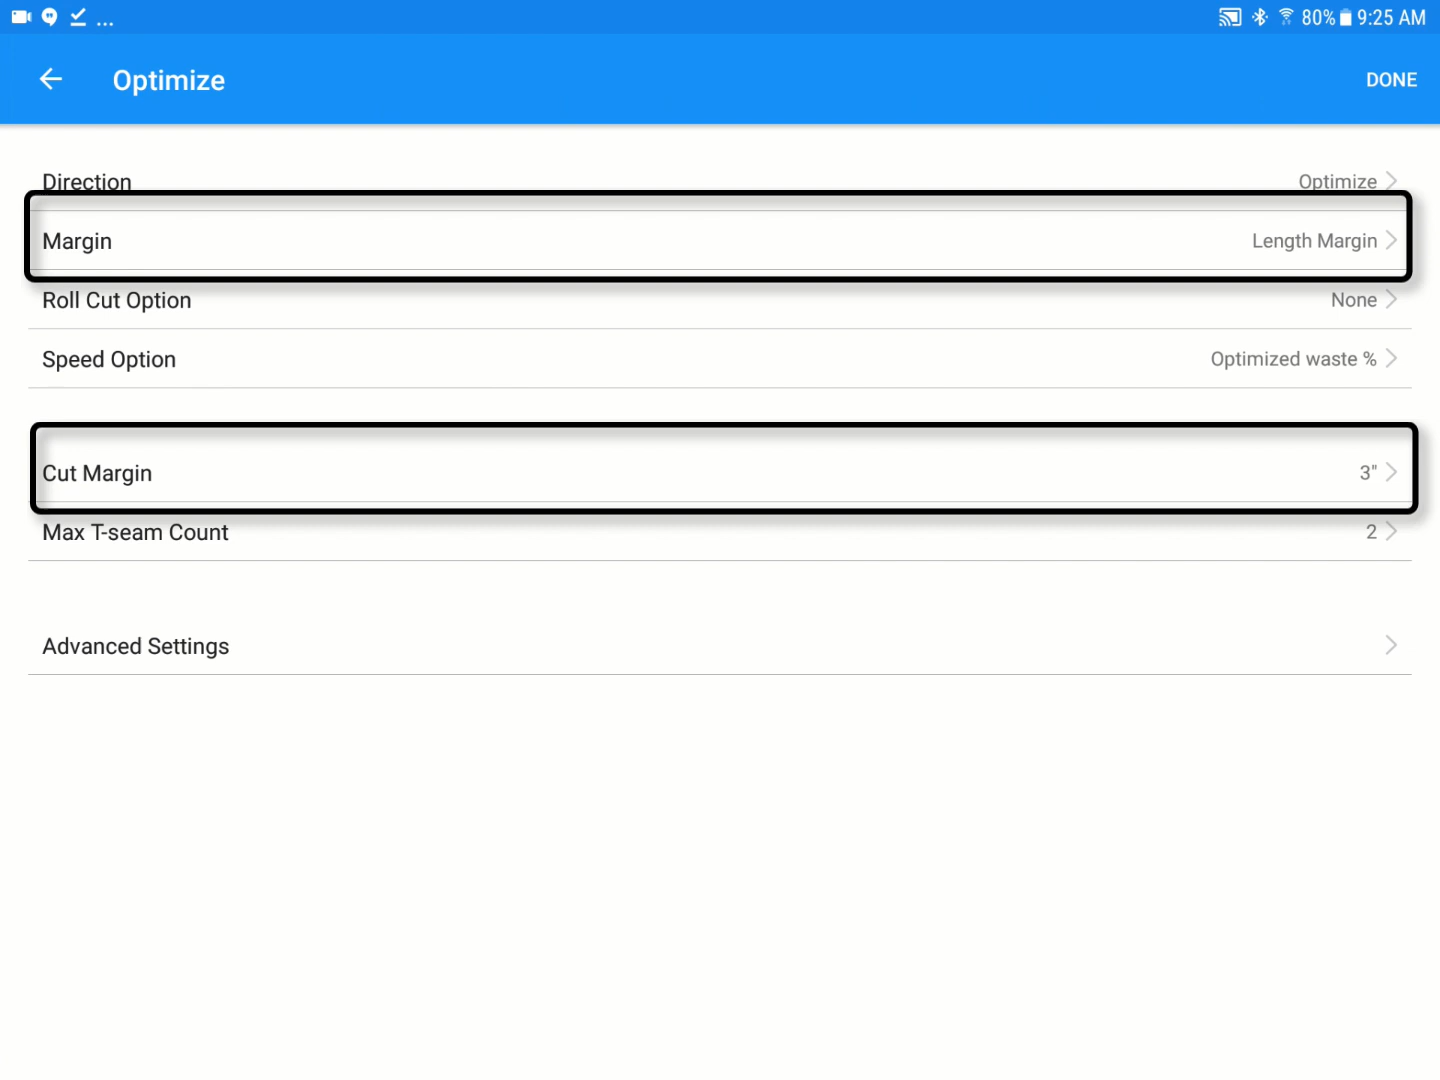 ... 80% 9:25 AM
Optimize DONE
Direction Optimize
Margin Length Margin
Roll Cut Option None
Speed Option Optimized waste %
Cut Margin 3"
Max T-seam Count 2
Advanced Settings